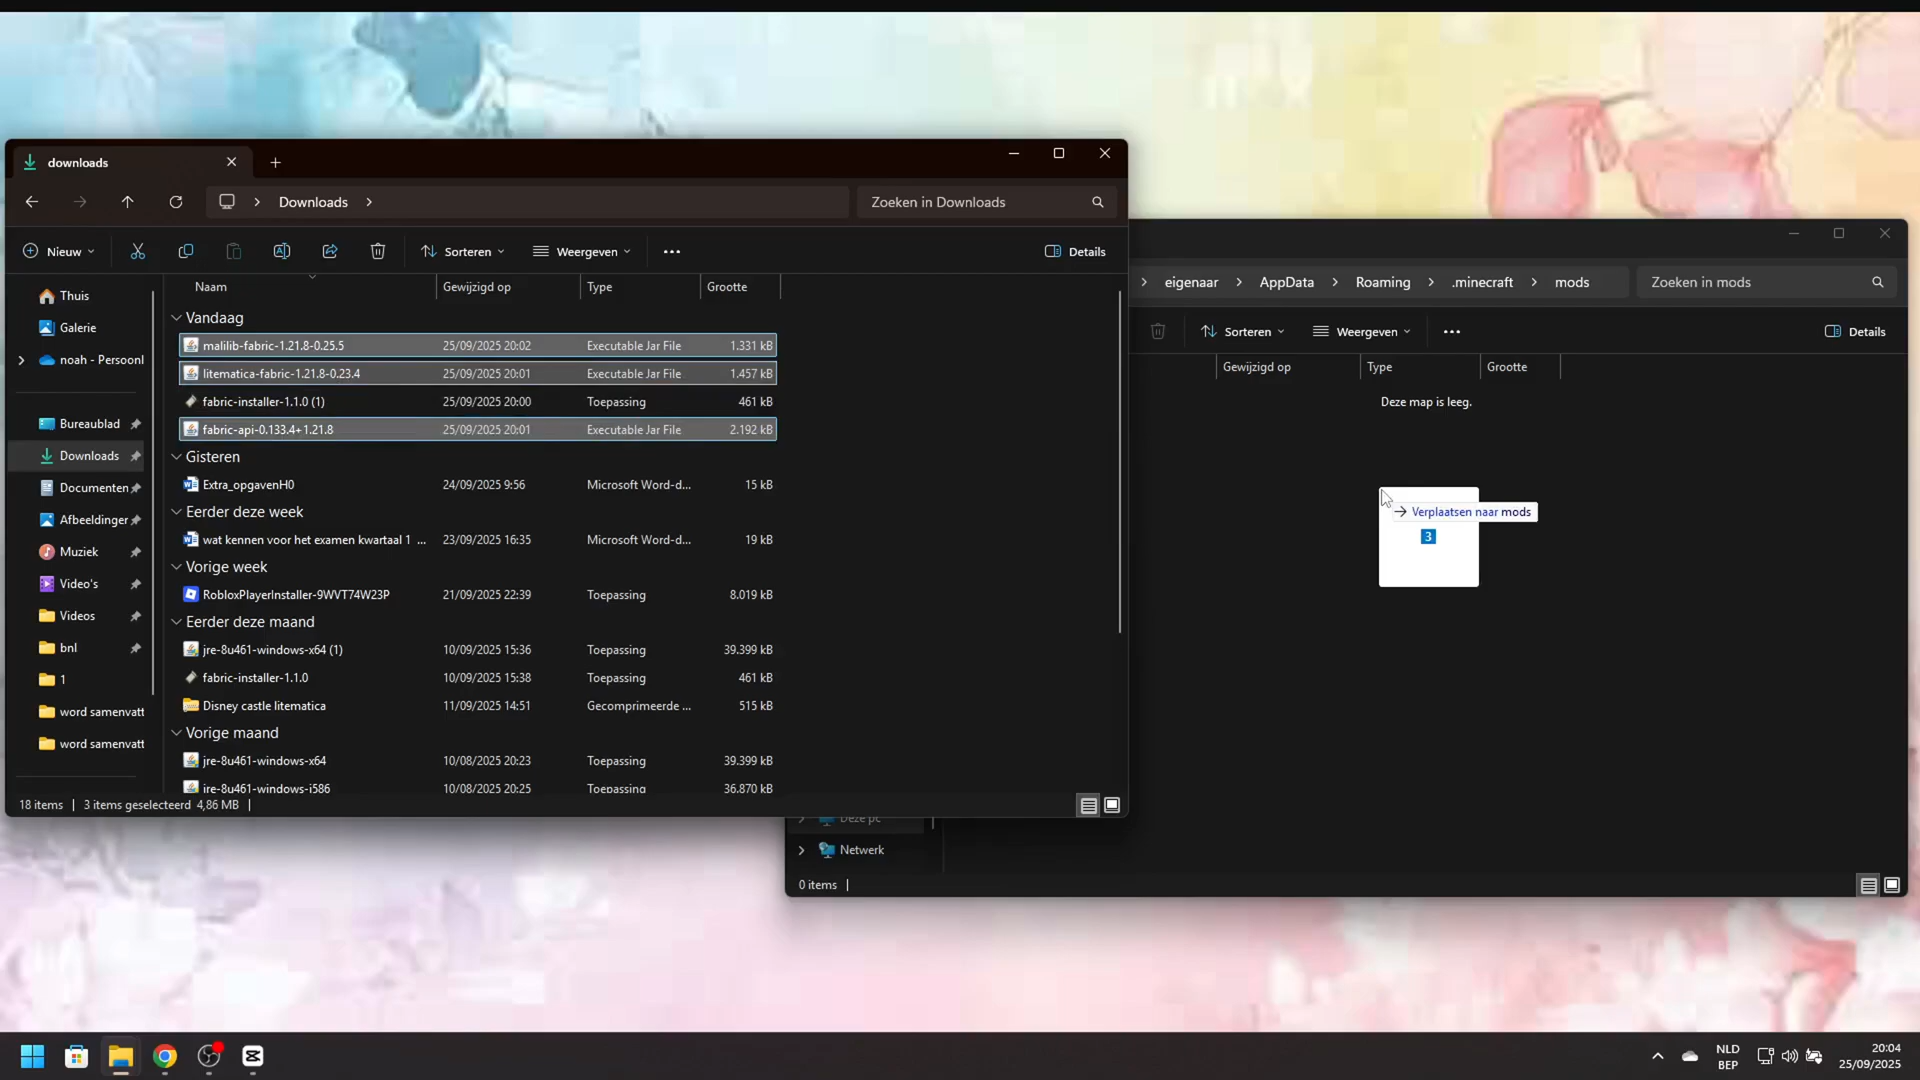 downloads
Downloads
Zoeken in Downloads
Nieuw
Sorteren
Weergeven
Details
Naam
Gewijzigd op
Type
Grootte
Thuis
Galerie
noah - Persoonl
Bureaublad
Downloads
Documenten
Afbeeldingen
Muziek
Video's
Videos
bnl
1
word samenvatt
word samenvatt
Vandaag
malilib-fabric-1.21.8-0.25.5 25/09/2025 20:02 Executable Jar File 1.331 kB
litematica-fabric-1.21.8-0.23.4 25/09/2025 20:01 Executable Jar File 1.457 kB
fabric-installer-1.1.0 (1) 25/09/2025 20:00 Toepassing 461 kB
fabric-api-0.133.4+1.21.8 25/09/2025 20:01 Executable Jar File 2.192 kB
Gisteren
Extra_opgavenH0 24/09/2025 9:56 Microsoft Word-d... 15 kB
Eerder deze week
wat kennen voor het examen kwartaal 1 ... 23/09/2025 16:35 Microsoft Word-d... 19 kB
Vorige week
RobloxPlayerInstaller-9WVT74W23P 21/09/2025 22:39 Toepassing 8.019 kB
Eerder deze maand
jre-8u461-windows-x64 (1) 10/09/2025 15:36 Toepassing 39.399 kB
fabric-installer-1.1.0 10/09/2025 15:38 Toepassing 461 kB
Disney castle litematica 11/09/2025 14:51 Gecomprimeerde ... 515 kB
Vorige maand
jre-8u461-windows-x64 10/08/2025 20:23 Toepassing 39.399 kB
jre-8u461-windows-i586 10/08/2025 20:25 Toepassing 36.870 kB
18 items 3 items geselecteerd 4,86 MB
eigenaar
AppData
Roaming
.minecraft
mods
Zoeken in mods
Sorteren
Weergeven
Details
Gewijzigd op
Type
Grootte
Deze map is leeg.
Verplaatsen naar mods
3
Deze pc
Netwerk
0 items
NLD
BEP
20:04
25/09/2025